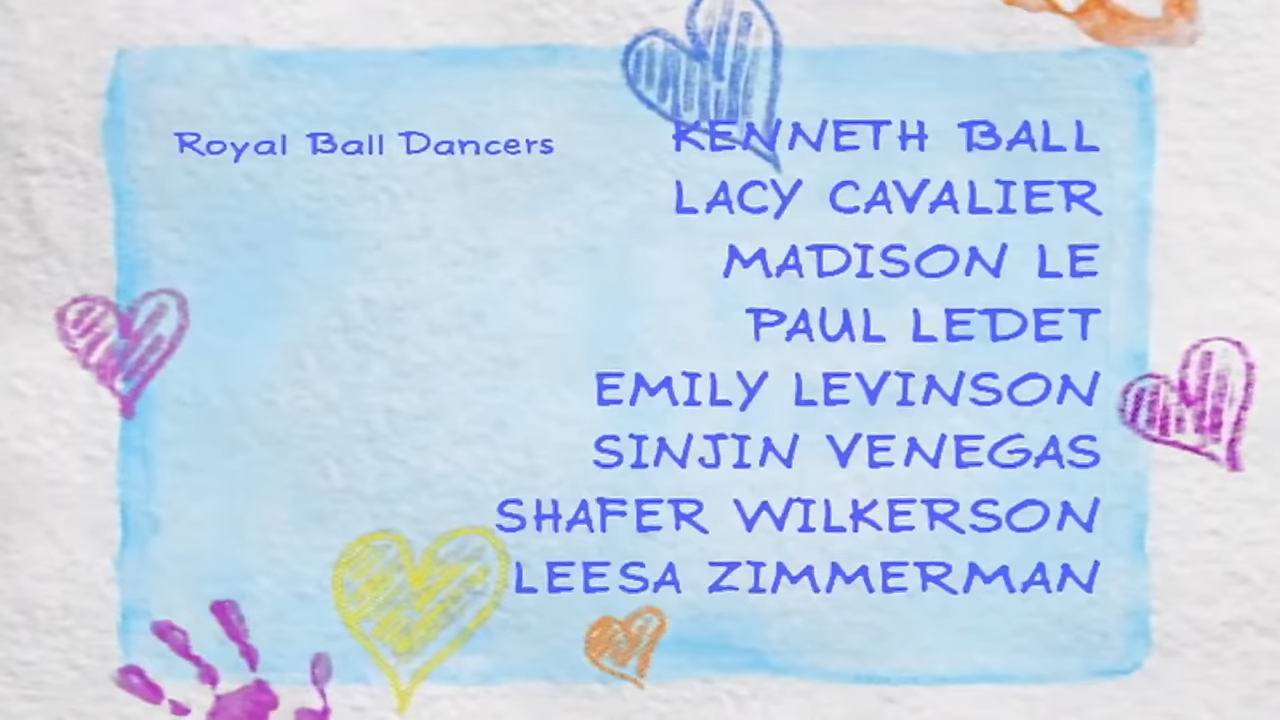 Royal Ball Dancers KENNETH BALL
LACY CAVALIER
MADISON LE
PAUL LEDET
EMILY LEVINSON
SINJIN VENEGAS
SHAFER WILKERSON
LEESA ZIMMERMAN